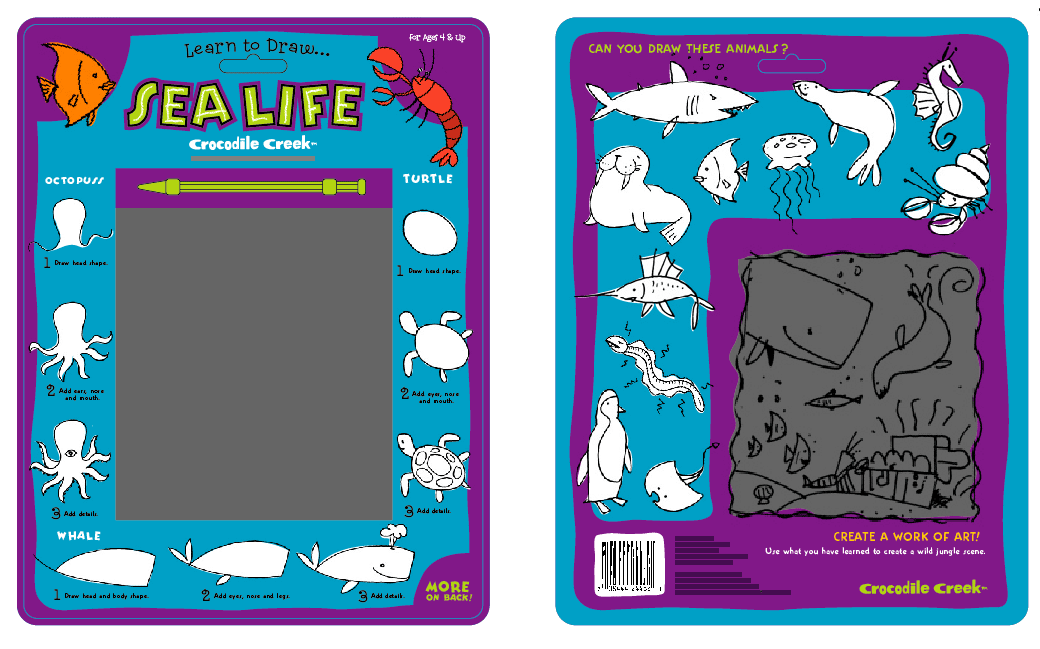 Learn to Draw...
for Ages 4 & Up
SEA LIFE
Crocodile Creek™
OCTOPUSS
TURTLE
1 Draw head shape.
1 Draw head shape.
2 Add ears, nose
and mouth.
2 Add eyes, nose
and mouth.
3 Add details.
3 Add details.
WHALE
1 Draw head and body shape.
2 Add eyes, nose and legs.
3 Add details.
MORE
ON BACK!
CAN YOU DRAW THESE ANIMALS?
CREATE A WORK OF ART!
Use what you have learned to create a wild jungle scene.
Crocodile Creek™